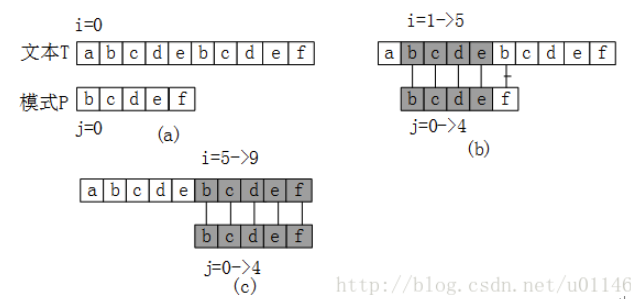 i=0
文本T a b c d e b c d e f
模式P b c d e f
j=0
(a)
i=1->5
a b c d e b c d e f
b c d e f
j=0->4
(b)
i=5->9
a b c d e b c d e f
b c d e f
j=0->4
(c)
http://blog.csdn.net/u01146